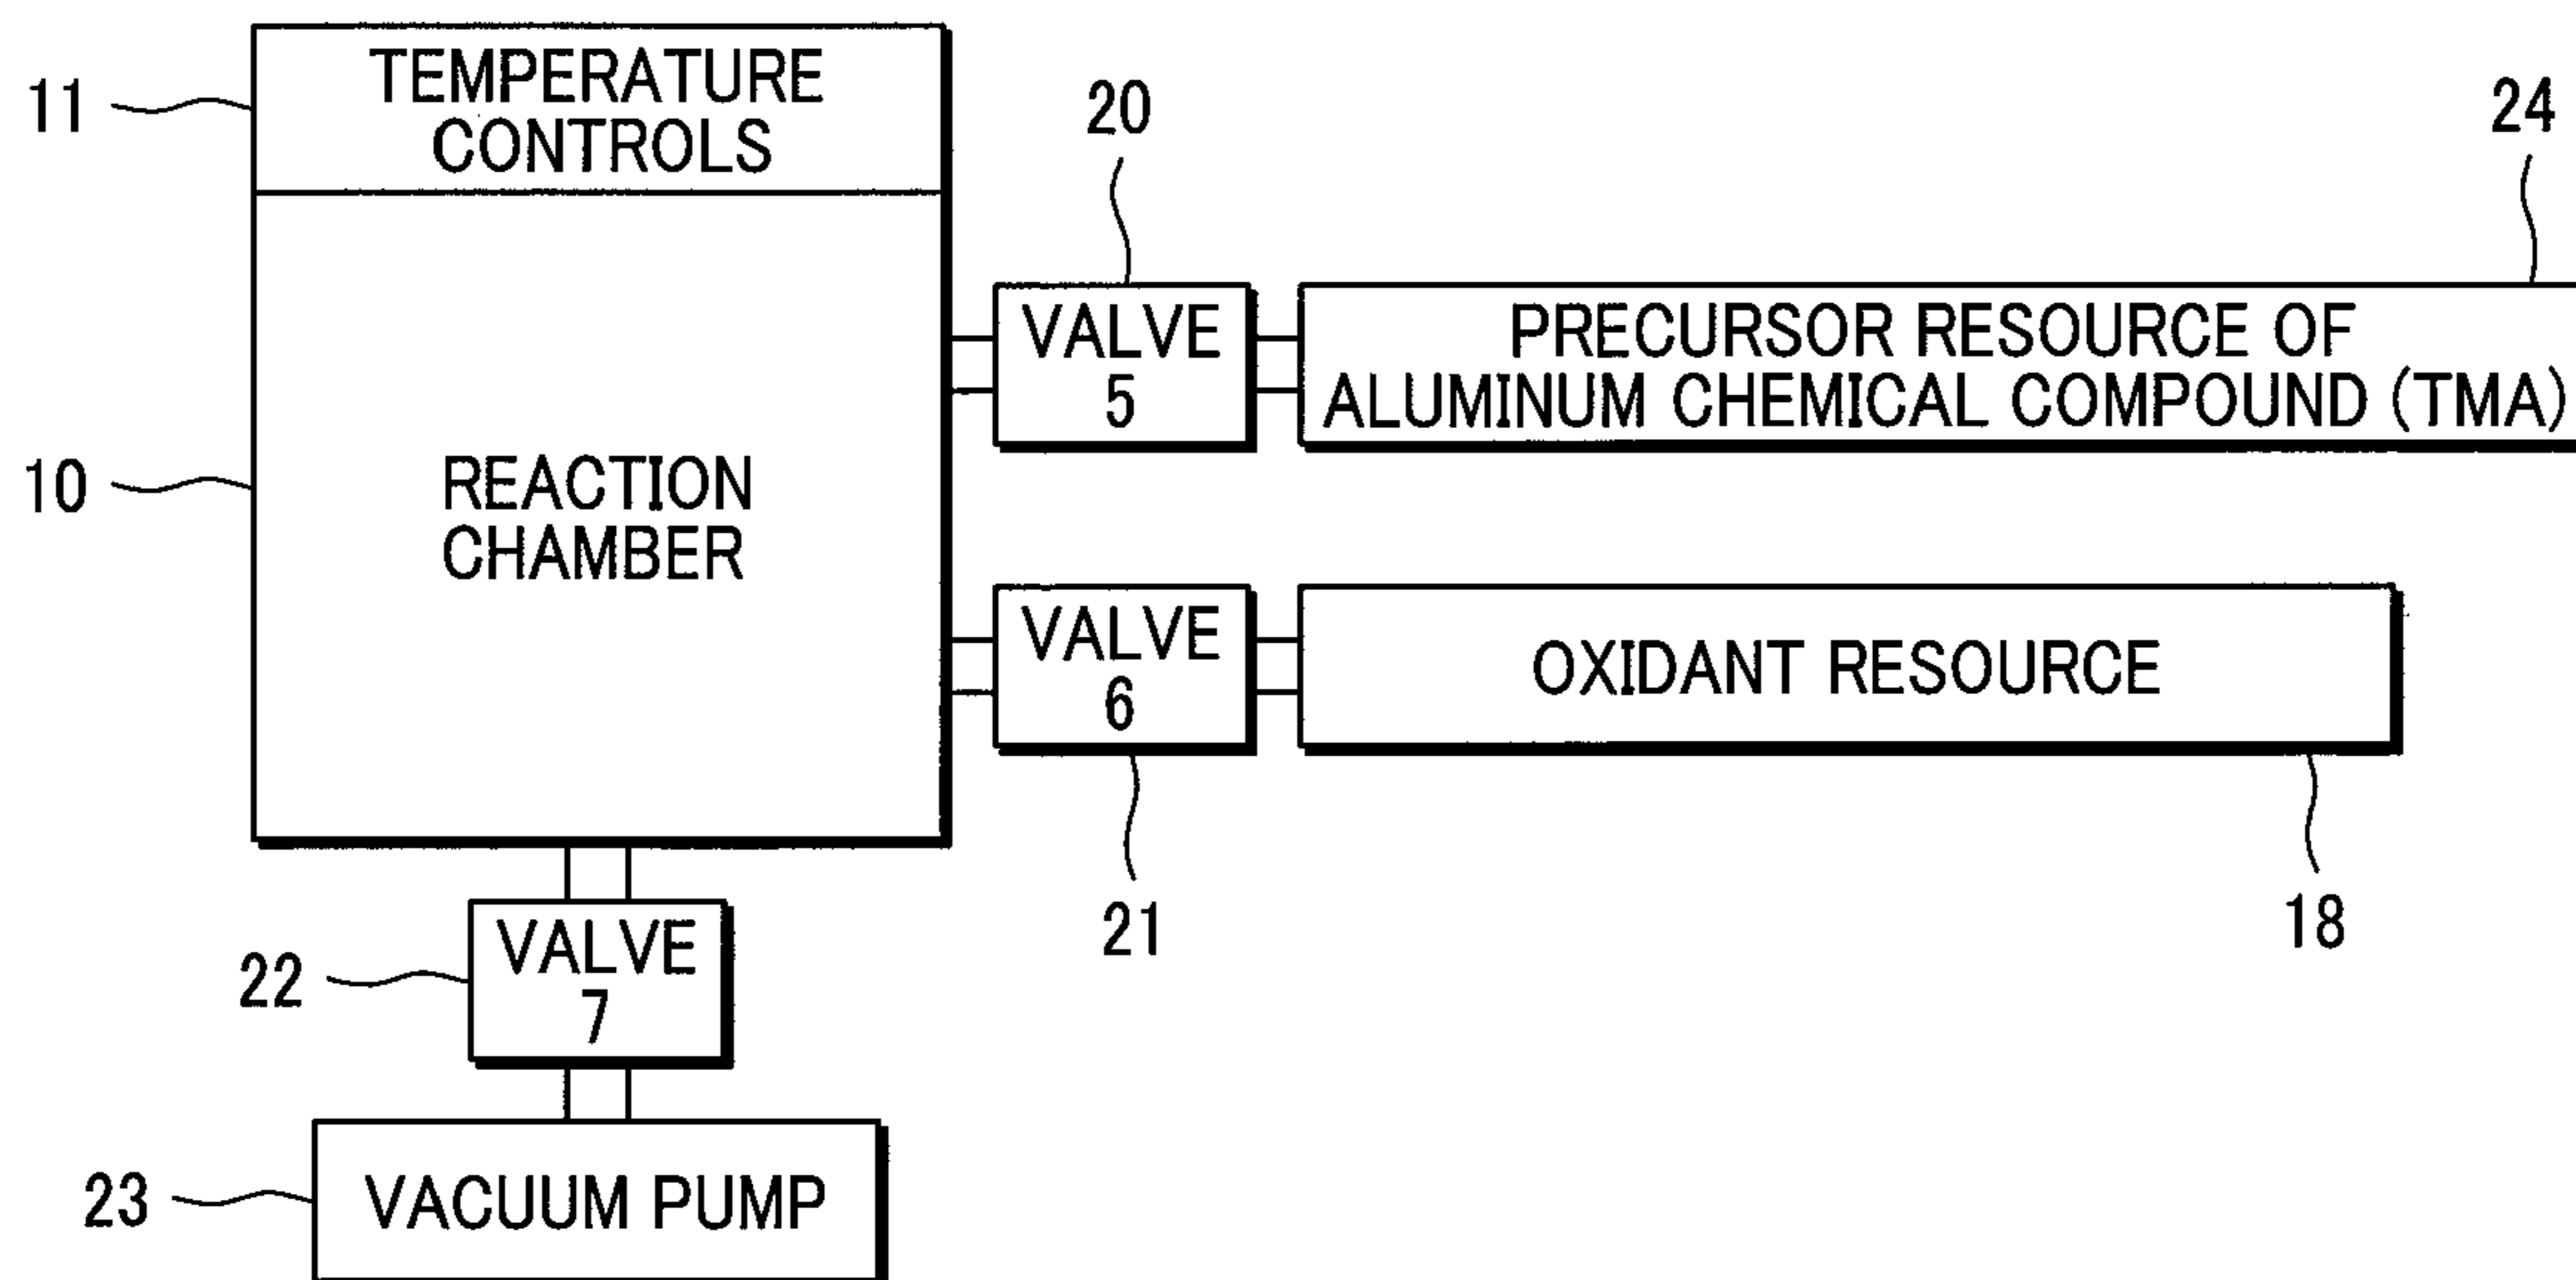 11
TEMPERATURE
CONTROLS
20
24
10
REACTION
CHAMBER
VALVE
5
PRECURSOR RESOURCE OF
ALUMINUM CHEMICAL COMPOUND (TMA)
VALVE
6
OXIDANT RESOURCE
21
18
22
VALVE
7
23
VACUUM PUMP